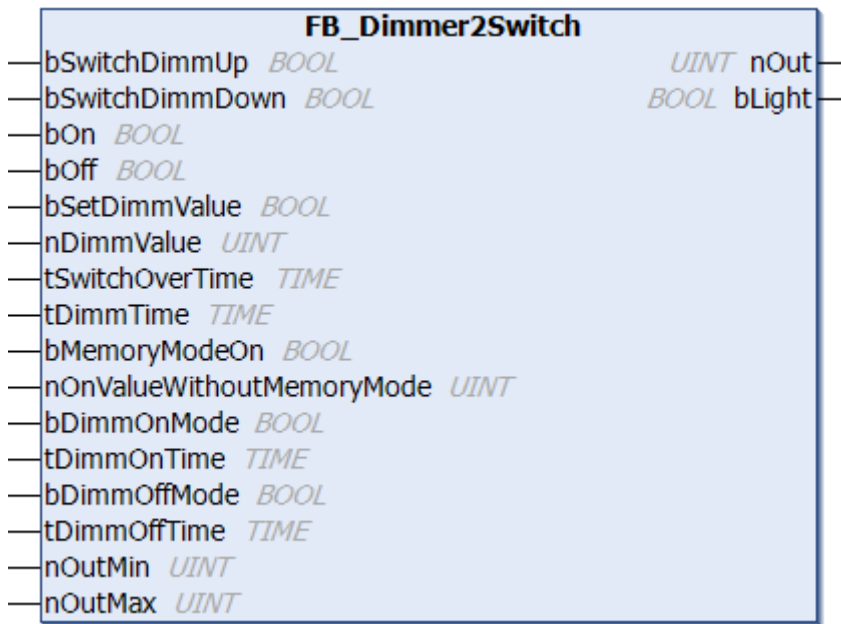 FB_Dimmer2Switch
bSwitchDimmUp BOOL UINT nOut
bSwitchDimmDown BOOL BOOL bLight
bOn BOOL
bOff BOOL
bSetDimmValue BOOL
nDimmValue UINT
tSwitchOverTime TIME
tDimmTime TIME
bMemoryModeOn BOOL
nOnValueWithoutMemoryMode UINT
bDimmOnMode BOOL
tDimmOnTime TIME
bDimmOffMode BOOL
tDimmOffTime TIME
nOutMin UINT
nOutMax UINT